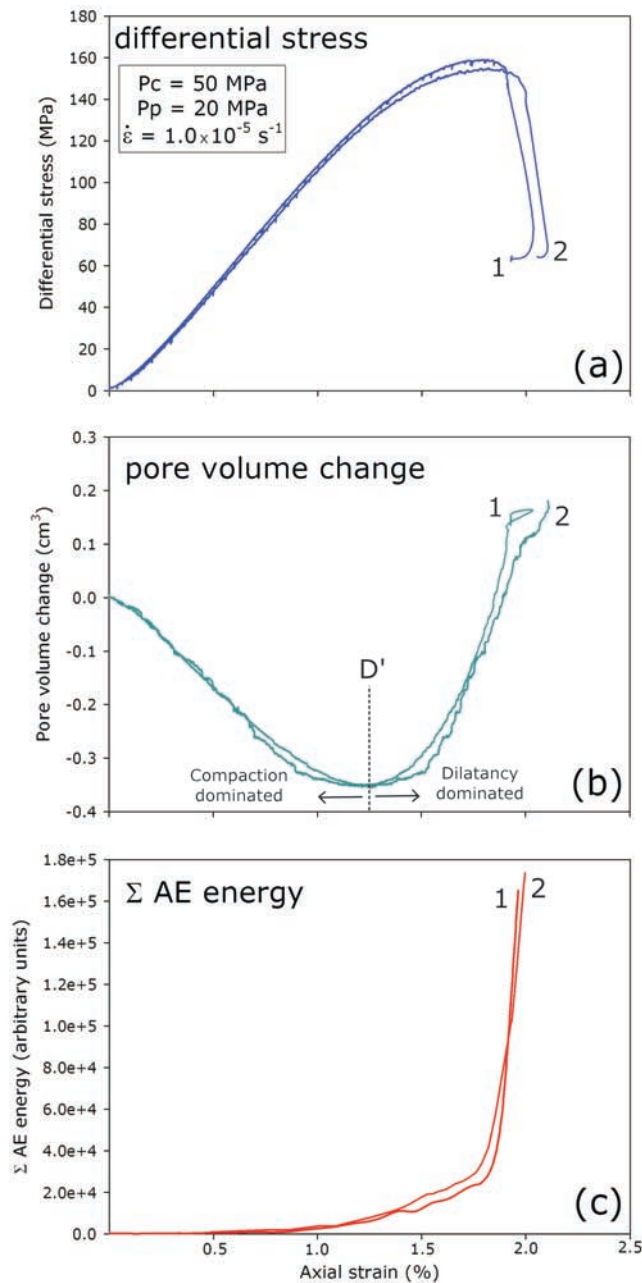 differential stress
Pc = 50 MPa
Pp = 20 MPa
ε̇ = 1.0×10⁻⁵ s⁻¹
Differential stress (MPa)
180
160
140
120
100
80
60
40
20
0
1 2
(a)
pore volume change
Pore volume change (cm³)
0.3
0.2
0.1
0.0
-0.1
-0.2
-0.3
-0.4
1
2
D'
Compaction
dominated
Dilatancy
dominated
(b)
Σ AE energy
Σ AE energy (arbitrary units)
1.8e+5
1.6e+5
1.4e+5
1.2e+5
1.0e+5
8.0e+4
6.0e+4
4.0e+4
2.0e+4
0.0
1 2
(c)
0.5 1.0 1.5 2.0 2.5
Axial strain (%)